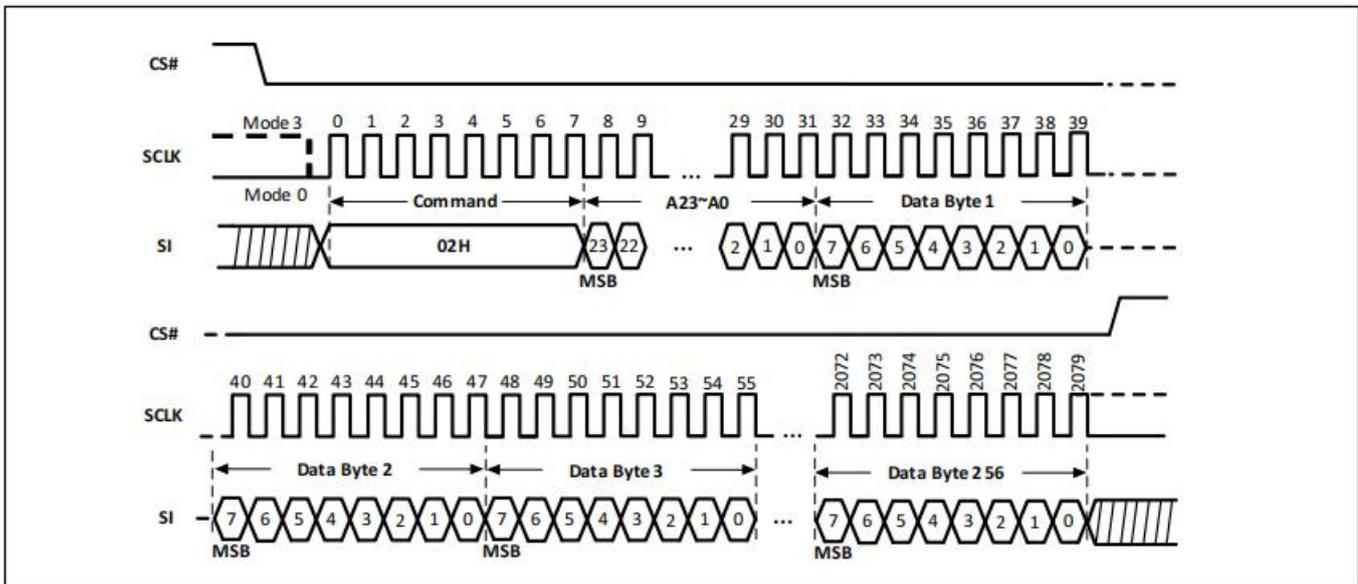 CS#
Mode 3 0 1 2 3 4 5 6 7 8 9 29 30 31 32 33 34 35 36 37 38 39
SCLK ...
Mode 0 Command A23~A0 Data Byte 1
SI 02H 23 22 ... 2 1 0 7 6 5 4 3 2 1 0
MSB MSB
CS#
40 41 42 43 44 45 46 47 48 49 50 51 52 53 54 55 2072 2073 2074 2075 2076 2077 2078 2079
SCLK ...
Data Byte 2 Data Byte 3 Data Byte 256
SI 7 6 5 4 3 2 1 0 7 6 5 4 3 2 1 0 ... 7 6 5 4 3 2 1 0
MSB MSB MSB